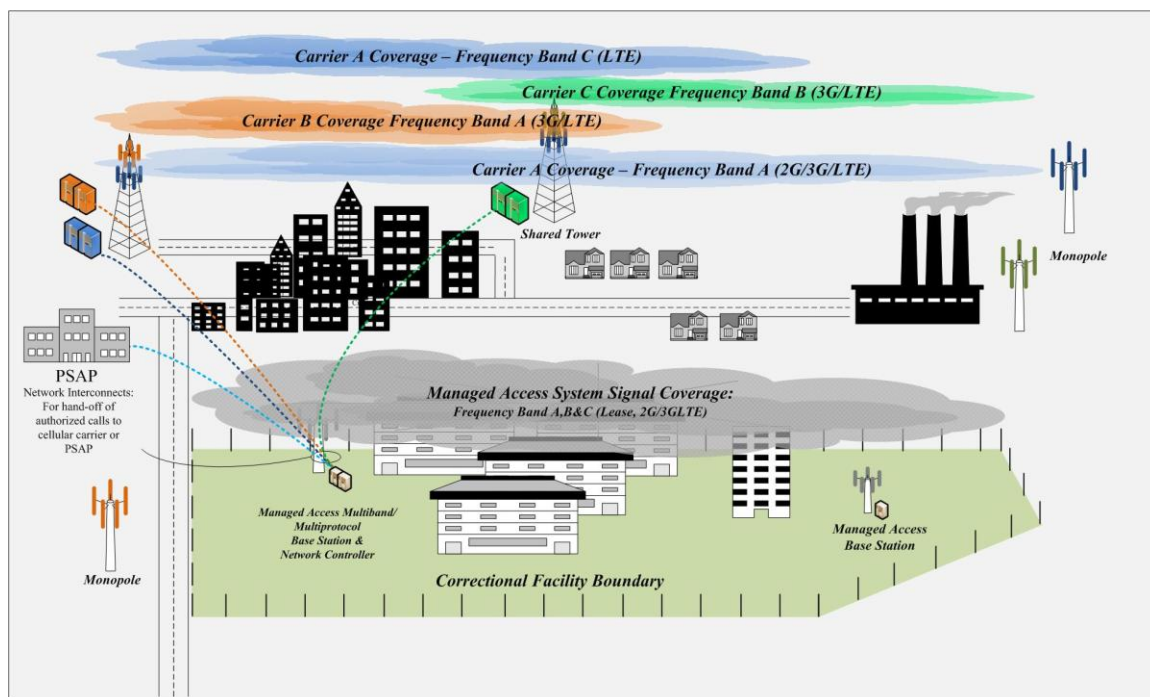 Carrier A Coverage – Frequency Band C (LTE)
Carrier C Coverage Frequency Band B (3G/LTE)
Carrier B Coverage Frequency Band A (3G/LTE)
Carrier A Coverage – Frequency Band A (2G/3G/LTE)
Shared Tower
Monopole
PSAP
Network Interconnects:
For hand-off of
authorized calls to
cellular carrier or
PSAP
Managed Access System Signal Coverage:
Frequency Band A,B&C (Lease, 2G/3GLTE)
Managed Access Multiband/
Multiprotocol
Base Station &
Network Controller
Managed Access
Base Station
Monopole
Correctional Facility Boundary